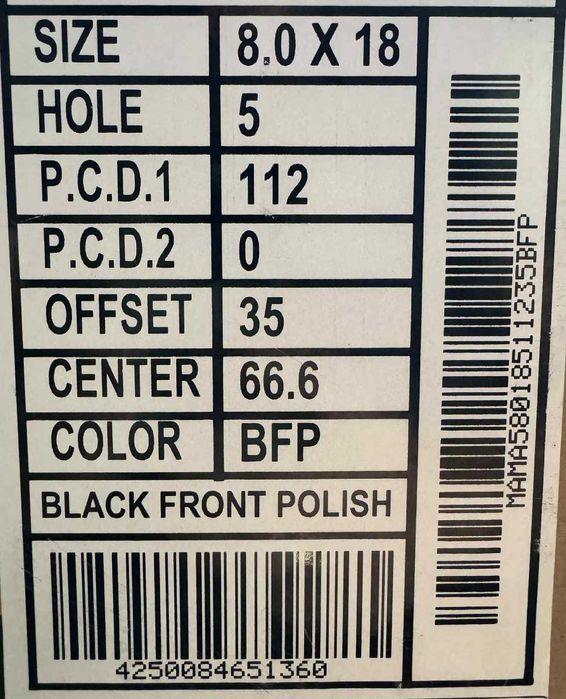 SIZE 8.0 X 18
HOLE 5
P.C.D.1 112
P.C.D.2 0
OFFSET 35
CENTER 66.6
COLOR BFP
BLACK FRONT POLISH
4250084651360
MAMA58018511235BFP